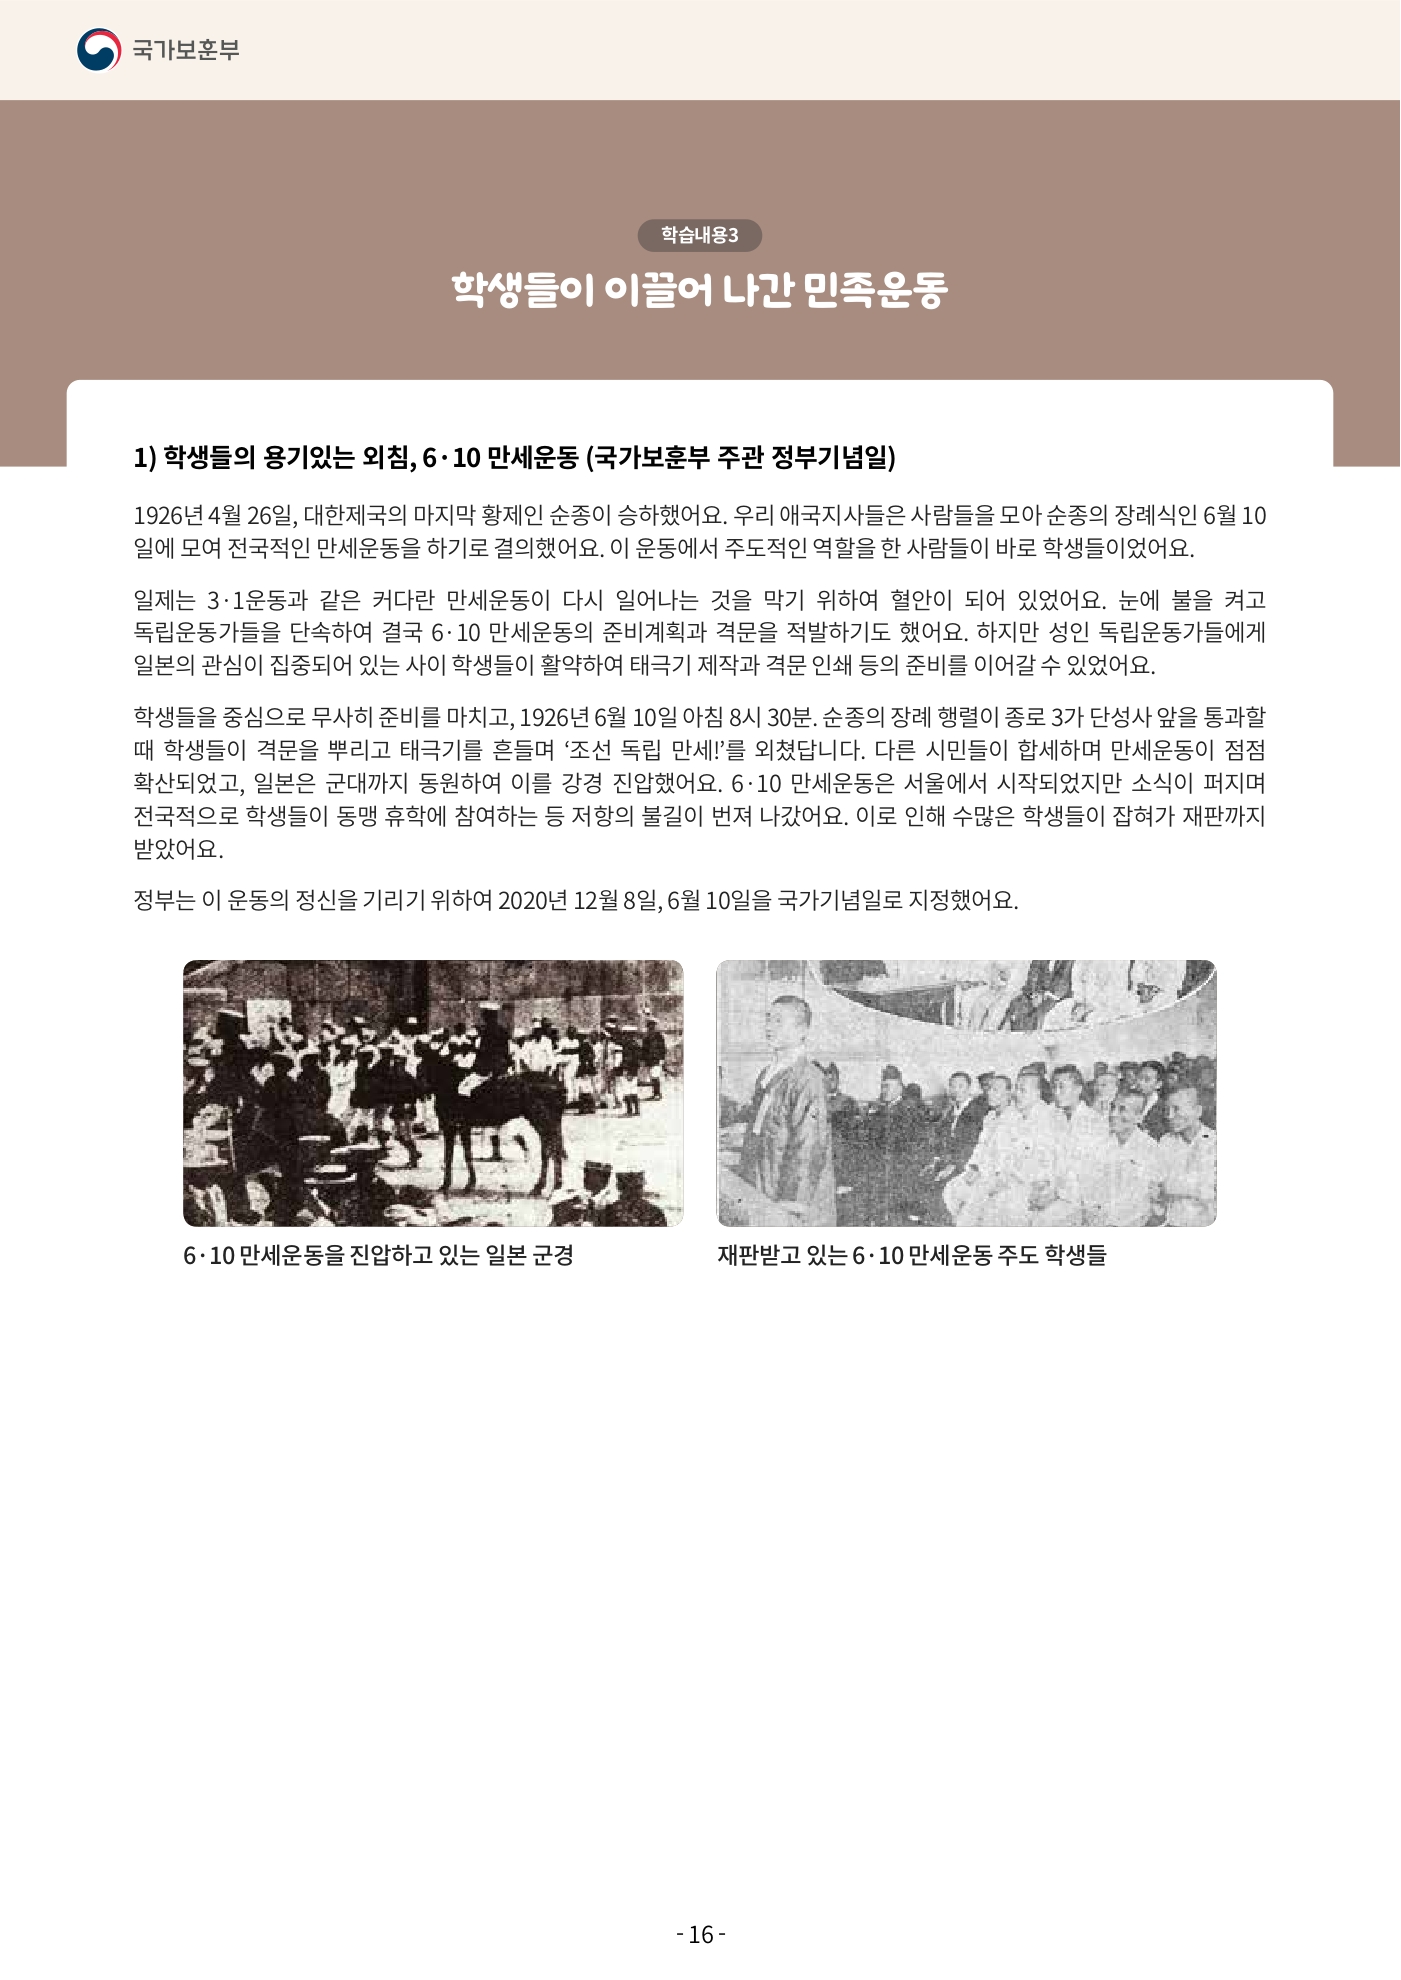 국가보훈부
학습내용3
학생들이 이끌어 나간 민족운동
1) 학생들의 용기있는 외침, 6·10 만세운동 (국가보훈부 주관 정부기념일)
1926년 4월 26일, 대한제국의 마지막 황제인 순종이 승하했어요. 우리 애국지사들은 사람들을 모아 순종의 장례식인 6월 10
일에 모여 전국적인 만세운동을 하기로 결의했어요. 이 운동에서 주도적인 역할을 한 사람들이 바로 학생들이었어요.
일제는 3·1운동과 같은 커다란 만세운동이 다시 일어나는 것을 막기 위하여 혈안이 되어 있었어요. 눈에 불을 켜고
독립운동가들을 단속하여 결국 6·10 만세운동의 준비계획과 격문을 적발하기도 했어요. 하지만 성인 독립운동가들에게
일본의 관심이 집중되어 있는 사이 학생들이 활약하여 태극기 제작과 격문 인쇄 등의 준비를 이어갈 수 있었어요.
학생들을 중심으로 무사히 준비를 마치고, 1926년 6월 10일 아침 8시 30분. 순종의 장례 행렬이 종로 3가 단성사 앞을 통과할
때 학생들이 격문을 뿌리고 태극기를 흔들며 ‘조선 독립 만세!’를 외쳤답니다. 다른 시민들이 합세하며 만세운동이 점점
확산되었고, 일본은 군대까지 동원하여 이를 강경 진압했어요. 6·10 만세운동은 서울에서 시작되었지만 소식이 퍼지며
전국적으로 학생들이 동맹 휴학에 참여하는 등 저항의 불길이 번져 나갔어요. 이로 인해 수많은 학생들이 잡혀가 재판까지
받았어요.
정부는 이 운동의 정신을 기리기 위하여 2020년 12월 8일, 6월 10일을 국가기념일로 지정했어요.
6·10 만세운동을 진압하고 있는 일본 군경
재판받고 있는 6·10 만세운동 주도 학생들
- 16 -